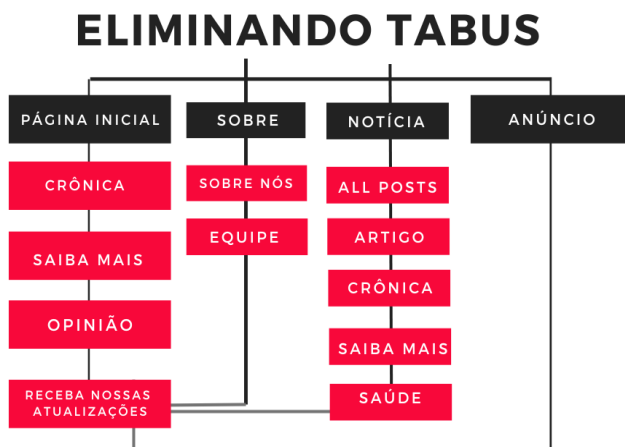 ELIMINANDO TABUS
PÁGINA INICIAL
CRÔNICA
SAIBA MAIS
OPINIÃO
RECEBA NOSSAS
ATUALIZAÇÕES
SOBRE
SOBRE NÓS
EQUIPE
NOTÍCIA
ALL POSTS
ARTIGO
CRÔNICA
SAIBA MAIS
SAÚDE
ANÚNCIO